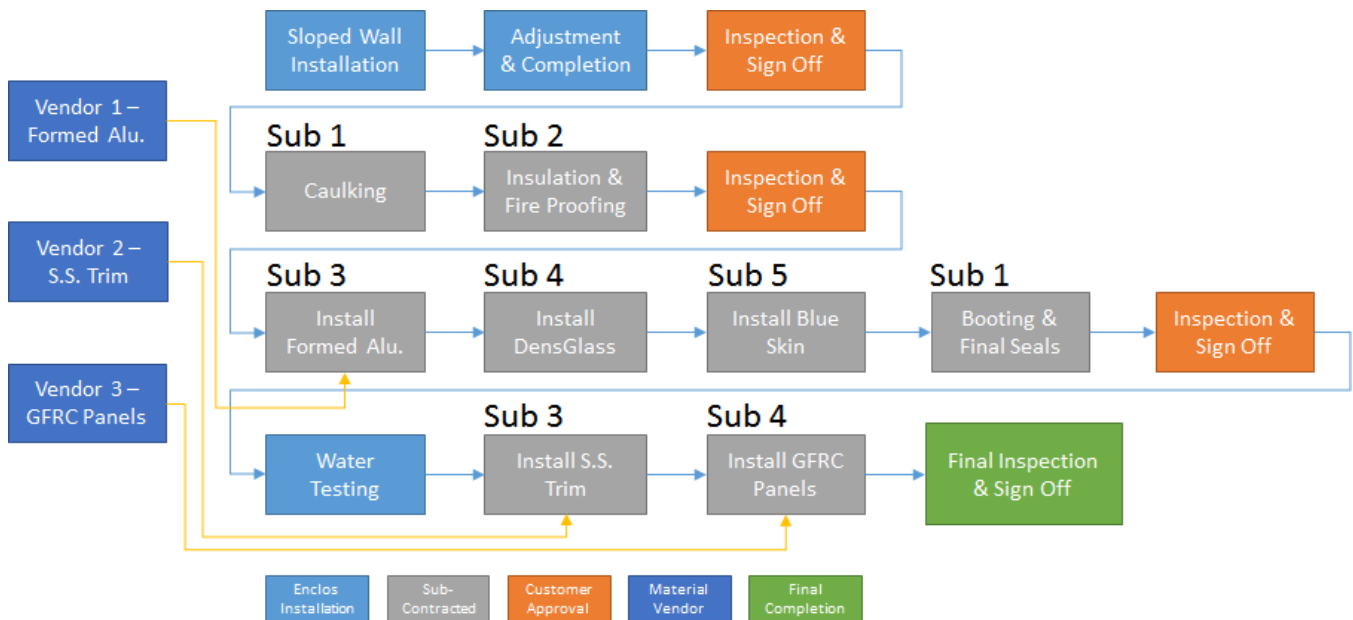 Sloped Wall
Installation
Adjustment
& Completion
Inspection &
Sign Off
Vendor 1 –
Formed Alu.
Sub 1
Caulking
Sub 2
Insulation &
Fire Proofing
Inspection &
Sign Off
Vendor 2 –
S.S. Trim
Sub 3
Install
Formed Alu.
Sub 4
Install
DensGlass
Sub 5
Install Blue
Skin
Sub 1
Booting &
Final Seals
Inspection &
Sign Off
Vendor 3 –
GFRC Panels
Water
Testing
Sub 3
Install S.S.
Trim
Sub 4
Install GFRC
Panels
Final Inspection
& Sign Off
Enclos
Installation
Sub-
Contracted
Customer
Approval
Material
Vendor
Final
Completion